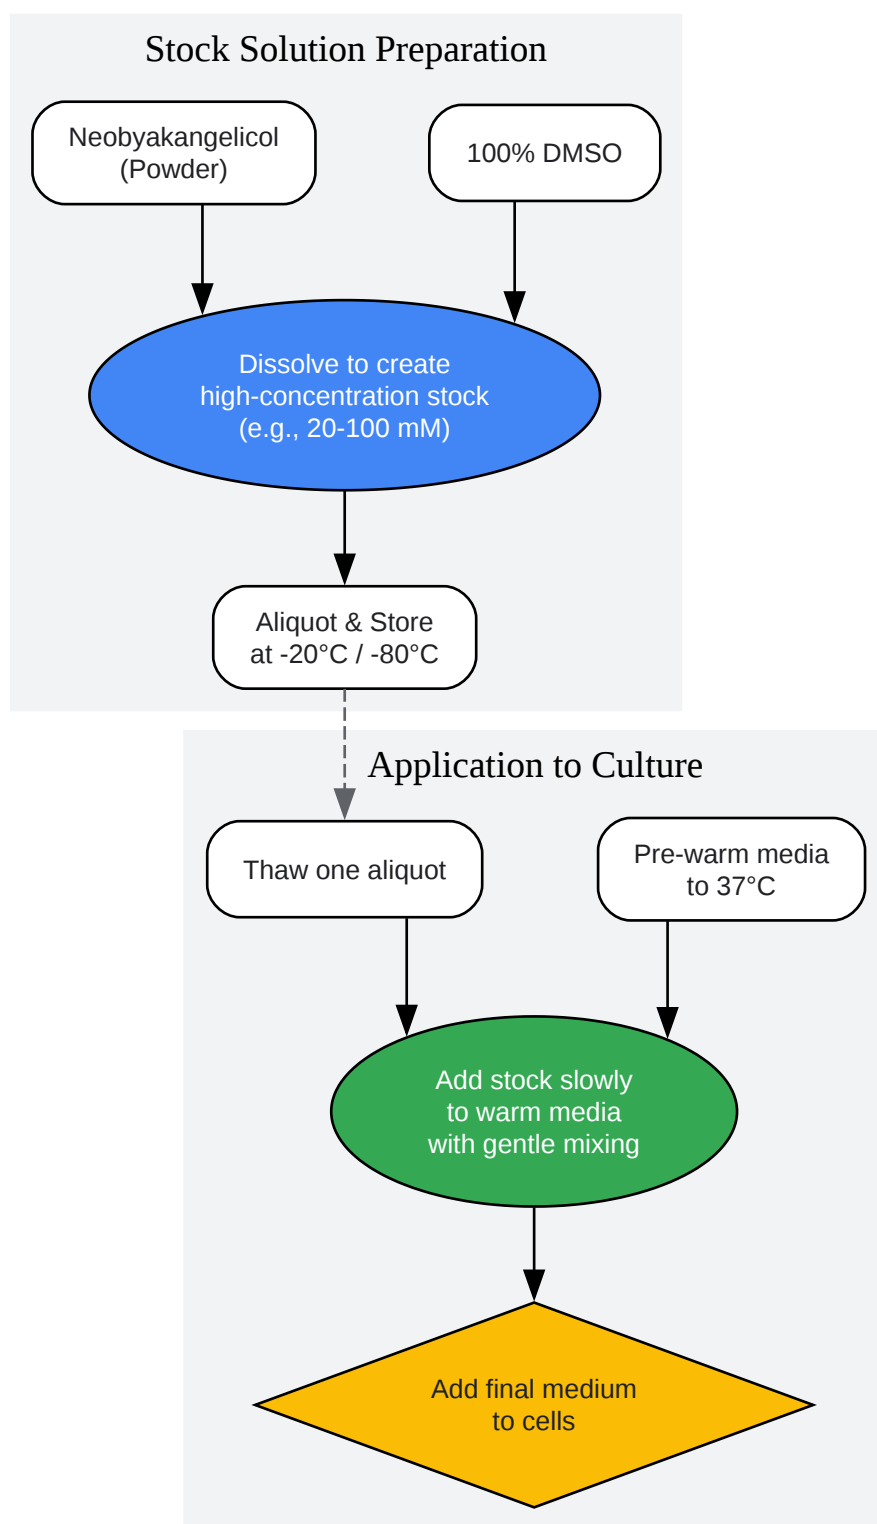 Stock Solution Preparation
Neobyakangelicol
(Powder)
100% DMSO
Dissolve to create
high-concentration stock
(e.g., 20-100 mM)
Aliquot & Store
at -20°C / -80°C
Application to Culture
Thaw one aliquot
Pre-warm media
to 37°C
Add stock slowly
to warm media
with gentle mixing
Add final medium
to cells